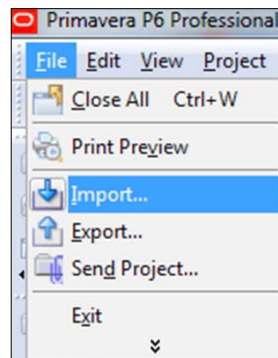 Primavera P6 Professional
File Edit View Project
Close All Ctrl+W
Print Preview
Import...
Export...
Send Project...
Exit